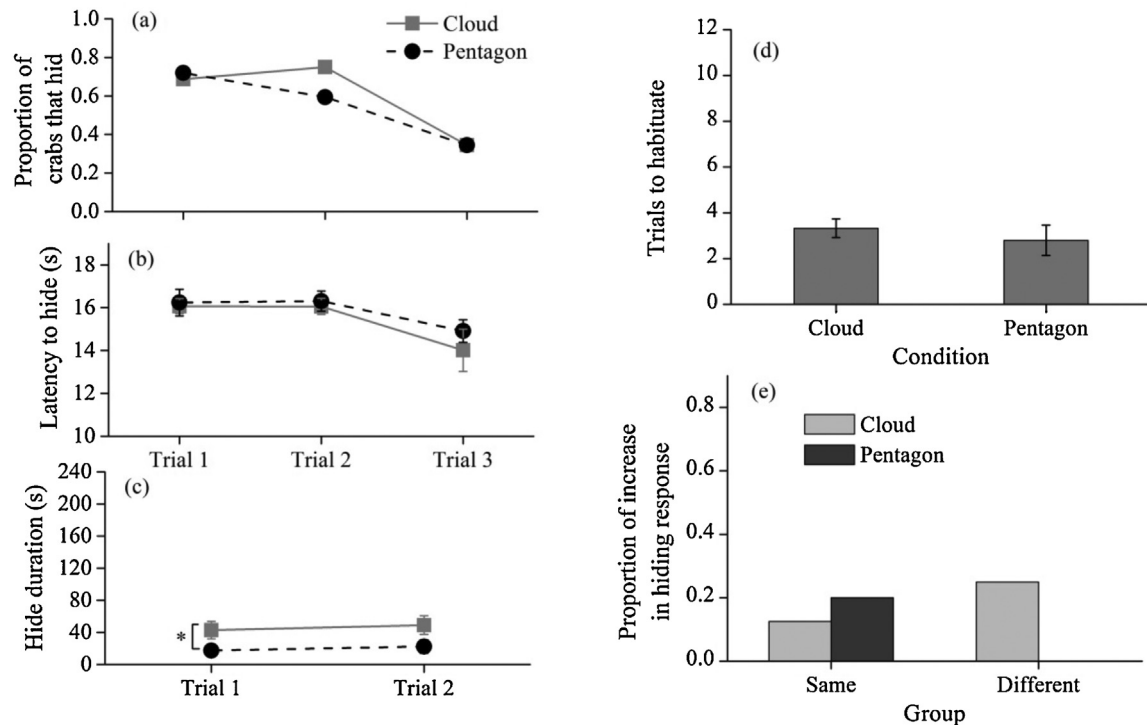 (a)
Cloud
Pentagon
Proportion of
crabs that hid
1.0
0.8
0.6
0.4
0.2
0.0
(b)
Latency to hide (s)
18
16
14
12
10
Trial 1 Trial 2 Trial 3
(c)
Hide duration (s)
240
200
160
120
80
40
0
*
Trial 1 Trial 2
(d)
Trials to habituate
12
10
8
6
4
2
0
Cloud Pentagon
Condition
(e)
Cloud
Pentagon
Proportion of increase
in hiding response
0.8
0.6
0.4
0.2
0
Same Different
Group